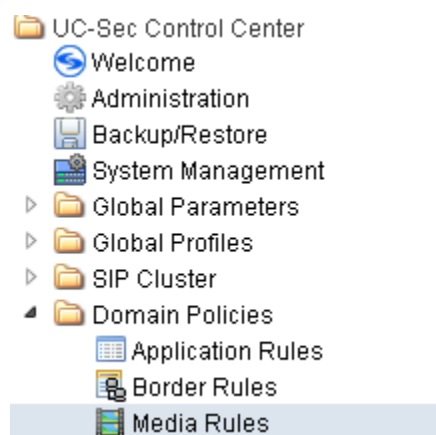 UC-Sec Control Center
Welcome
Administration
Backup/Restore
System Management
Global Parameters
Global Profiles
SIP Cluster
Domain Policies
Application Rules
Border Rules
Media Rules